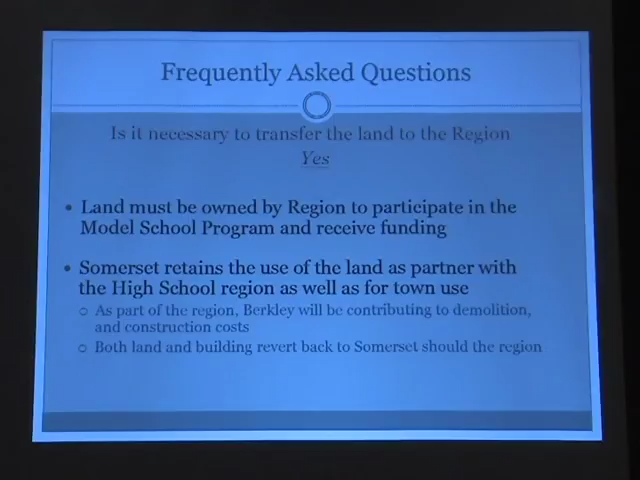 Frequently Asked Questions
Is it necessary to transfer the land to the Region
Yes
• Land must be owned by Region to participate in the
Model School Program and receive funding
• Somerset retains the use of the land as partner with
the High School region as well as for town use
○ As part of the region, Berkley will be contributing to demolition,
and construction costs
○ Both land and building revert back to Somerset should the region